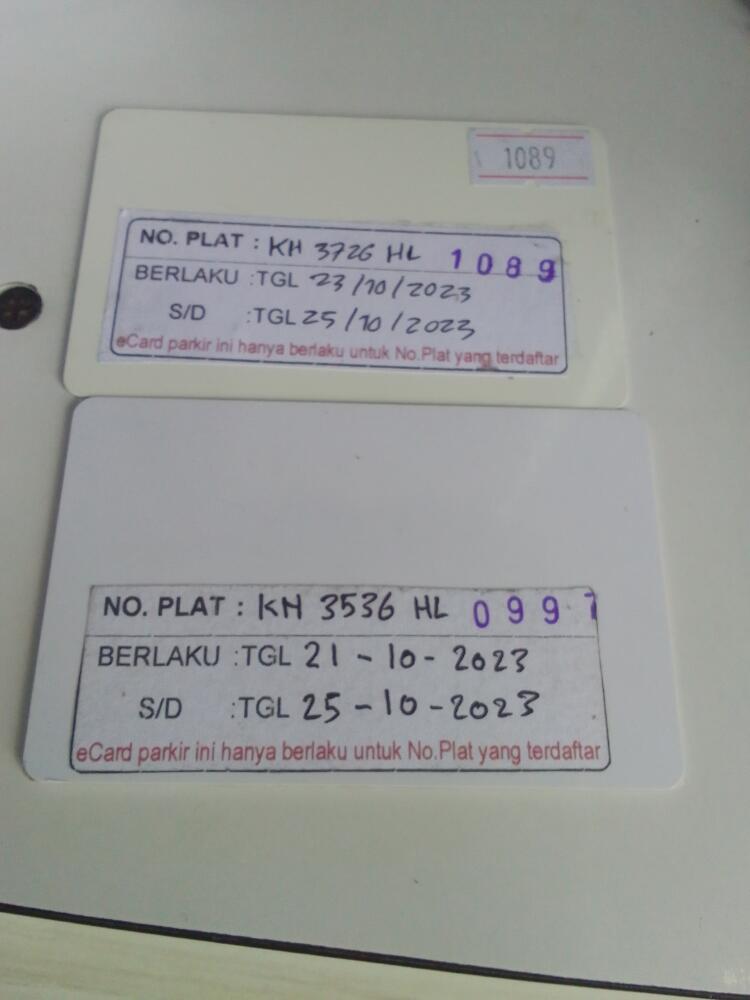 1089
NO. PLAT : KH 3726 HL 1089
BERLAKU :TGL 23/10/2023
S/D :TGL 25/10/2023
eCard parkir ini hanya berlaku untuk No.Plat yang terdaftar
NO. PLAT : KH 3536 HL 0997
BERLAKU :TGL 21-10-2023
S/D :TGL 25-10-2023
eCard parkir ini hanya berlaku untuk No.Plat yang terdaftar